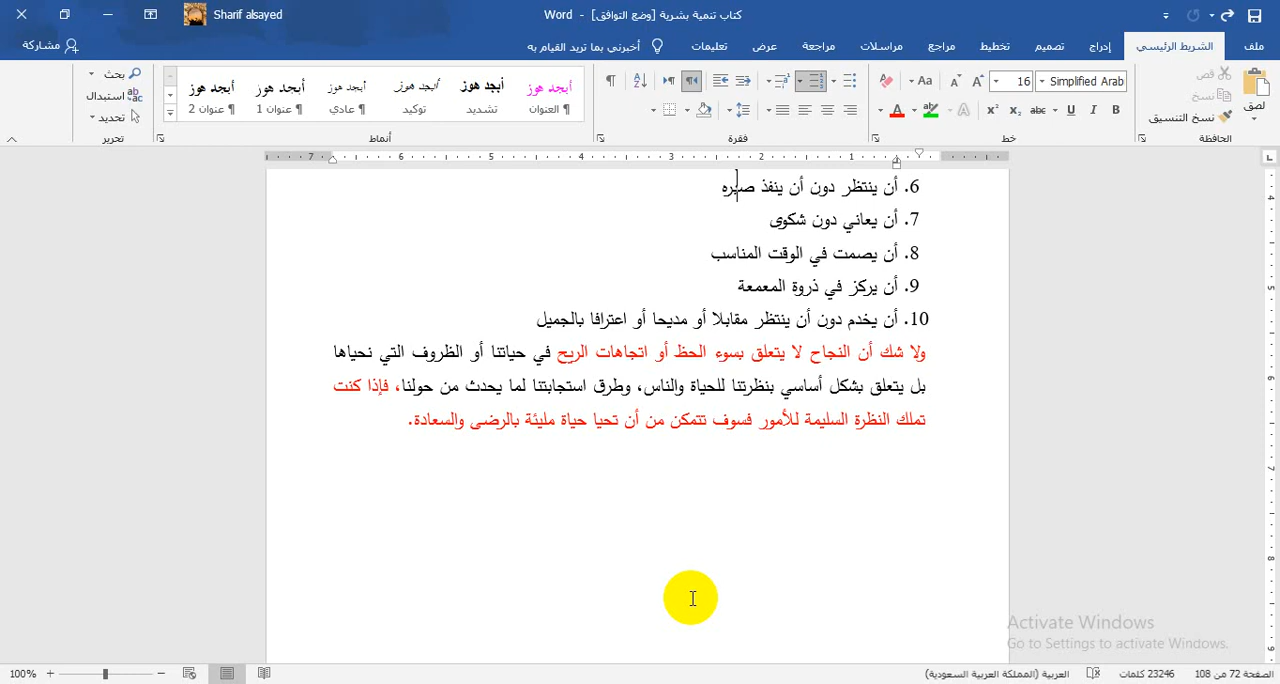 Sharif alsayed
كتاب تنمية بشرية [وضع التوافق] - Word
ملف الشريط الرئيسي إدراج تصميم تخطيط مراجع مراسلات مراجعة عرض تعليمات أخبرني بما تريد القيام به مشاركة
لصق
قص
نسخ
نسخ التنسيق
الحافظة
Simplified Arab 16
خط
فقرة
أبجد هوز أبجد هوز أبجد هوز أبجد هوز أبجد هوز أبجد هوز
¶ العنوان تشديد توكيد ¶ عادي ¶ عنوان 1 ¶ عنوان 2
أنماط
بحث
استبدال
تحديد
تحرير
6. أن ينتظر دون أن ينفذ صبره
7. أن يعاني دون شكوى
8. أن يصمت في الوقت المناسب
9. أن يركز في ذروة المعمعة
10. أن يخدم دون أن ينتظر مقابلا أو مديحا أو اعترافا بالجميل
ولا شك أن النجاح لا يتعلق بسوء الحظ أو اتجاهات الريح في حياتنا أو الظروف التي نحياها
بل يتعلق بشكل أساسي بنظرتنا للحياة والناس، وطرق استجابتنا لما يحدث من حولنا، فإذا كنت
تملك النظرة السليمة للأمور فسوف تتمكن من أن تحيا حياة مليئة بالرضى والسعادة.
Activate Windows
Go to Settings to activate Windows.
الصفحة 72 من 108 23246 كلمات العربية (المملكة العربية السعودية) 100%